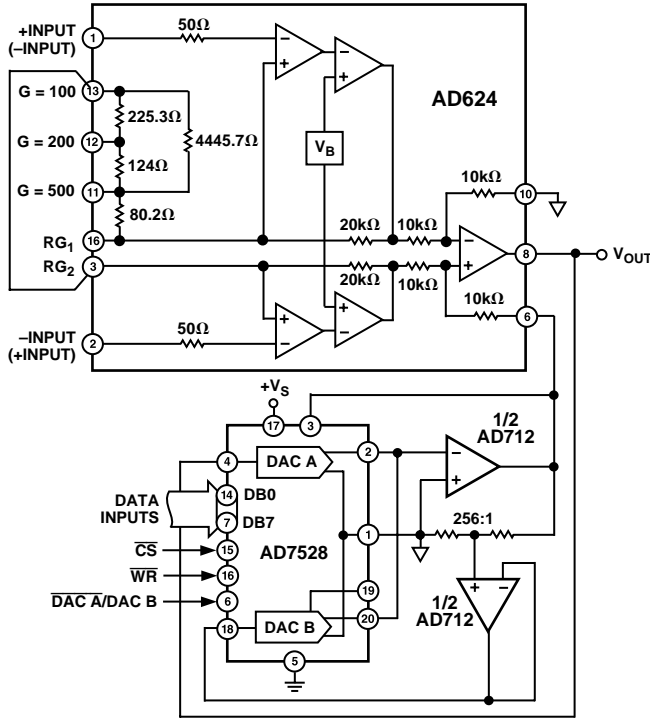 +INPUT
(–INPUT)
1
50Ω
G = 100
13
225.3Ω
4445.7Ω
G = 200
12
124Ω
G = 500
11
80.2Ω
RG1
16
RG2
3
–INPUT
(+INPUT)
2
50Ω
–
+
–
+
VB
+
–
+
–
AD624
10kΩ
10
20kΩ
10kΩ
–
+
8
VOUT
20kΩ
10kΩ
10kΩ
6
+VS
17
3
1/2
AD712
4
DAC A
2
–
+
DATA
INPUTS
14
DB0
7
DB7
1
256:1
CS
15
AD7528
WR
16
19
+
–
DAC A/DAC B
6
20
1/2
AD712
18
DAC B
5